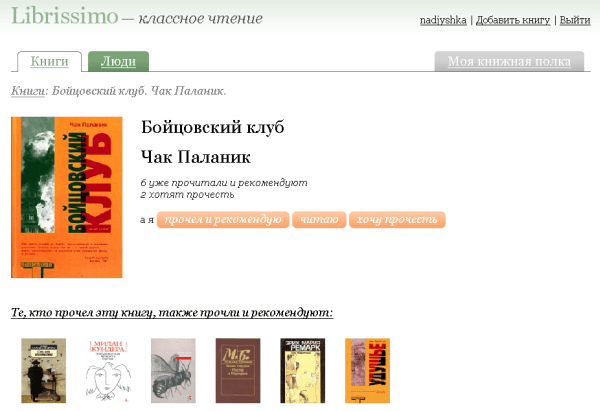 Librissimo — классное чтение
nadiyshka | Добавить книгу | Выйти
Книги Люди Моя книжная полка
Книги: Бойцовский клуб. Чак Паланик.
Чак Паланик
БОЙЦОВСКИЙ
КЛУБ
Бойцовский клуб
Чак Паланик
6 уже прочитали и рекомендуют
2 хотят прочесть
а я прочел и рекомендую читаю хочу прочесть
Те, кто прочел эту книгу, также прочли и рекомендуют:
МИЛАН
КУНДЕРА
ЭРИХ МАРИЯ
РЕМАРК
УДУШЬЕ